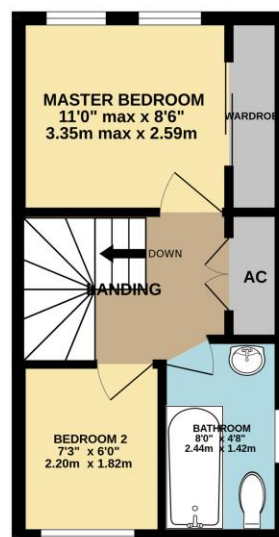 MASTER BEDROOM
11'0" max x 8'6"
3.35m max x 2.59m
WARDROBE
DOWN
LANDING
AC
BEDROOM 2
7'3" x 6'0"
2.20m x 1.82m
BATHROOM
8'0" x 4'8"
2.44m x 1.42m